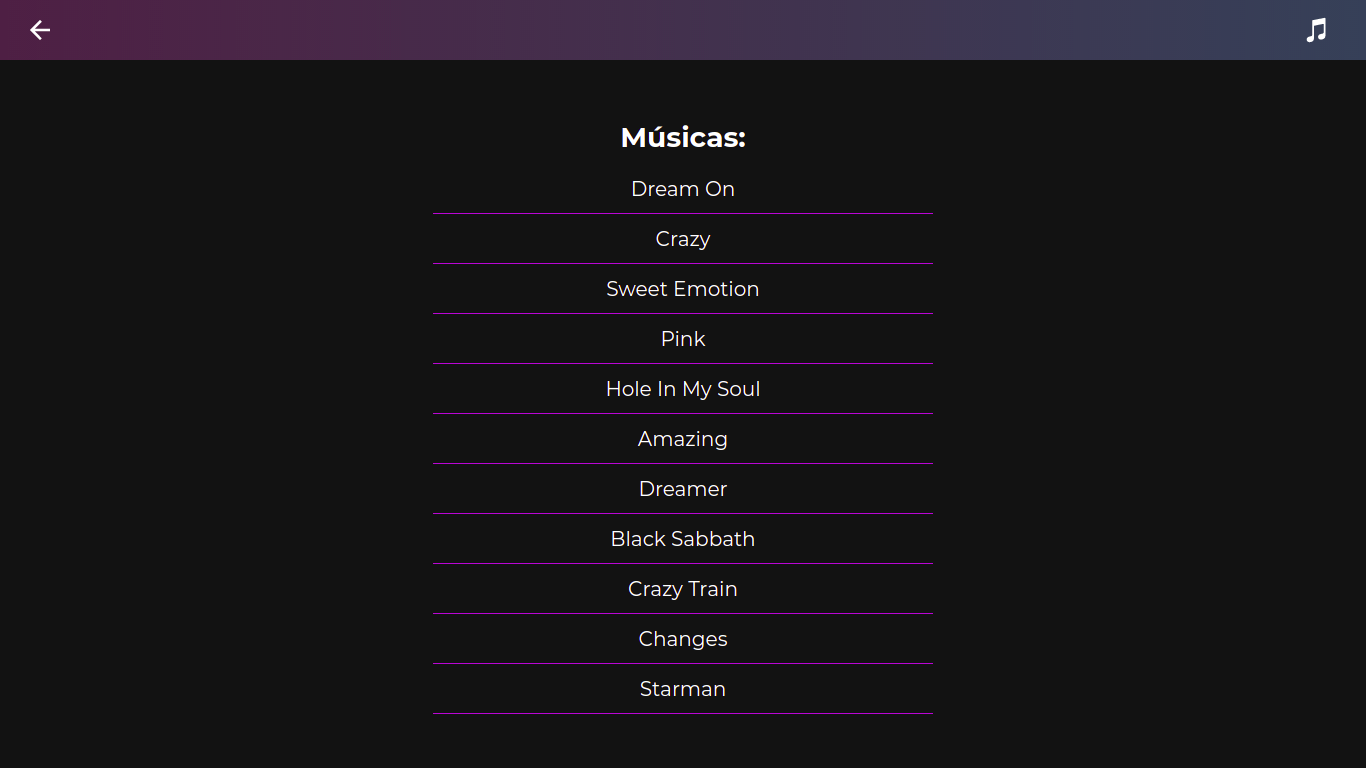 Músicas:
Dream On
Crazy
Sweet Emotion
Pink
Hole In My Soul
Amazing
Dreamer
Black Sabbath
Crazy Train
Changes
Starman